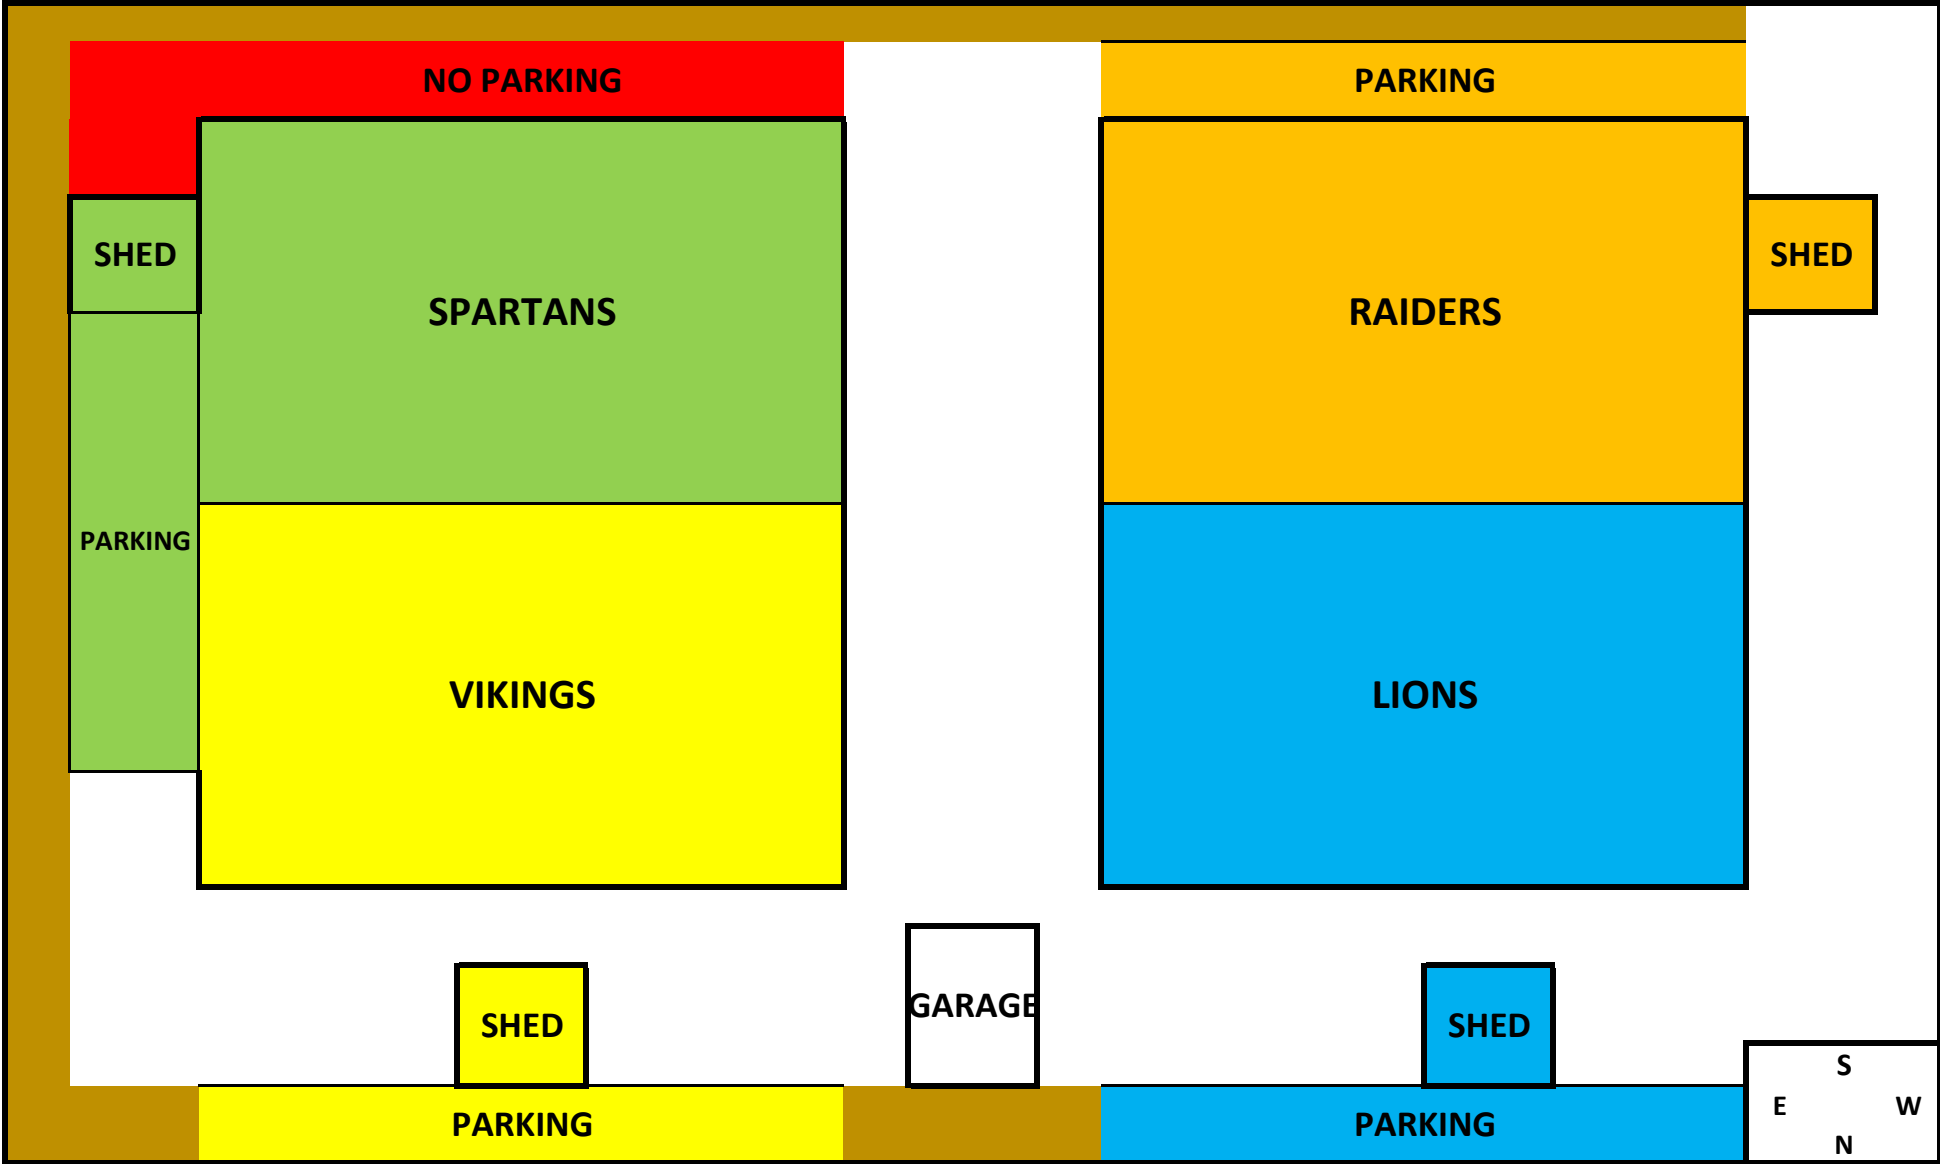 NO PARKING
PARKING
SHED
SPARTANS
RAIDERS
SHED
PARKING
VIKINGS
LIONS
SHED
GARAGE
SHED
PARKING
PARKING
S
E W
N